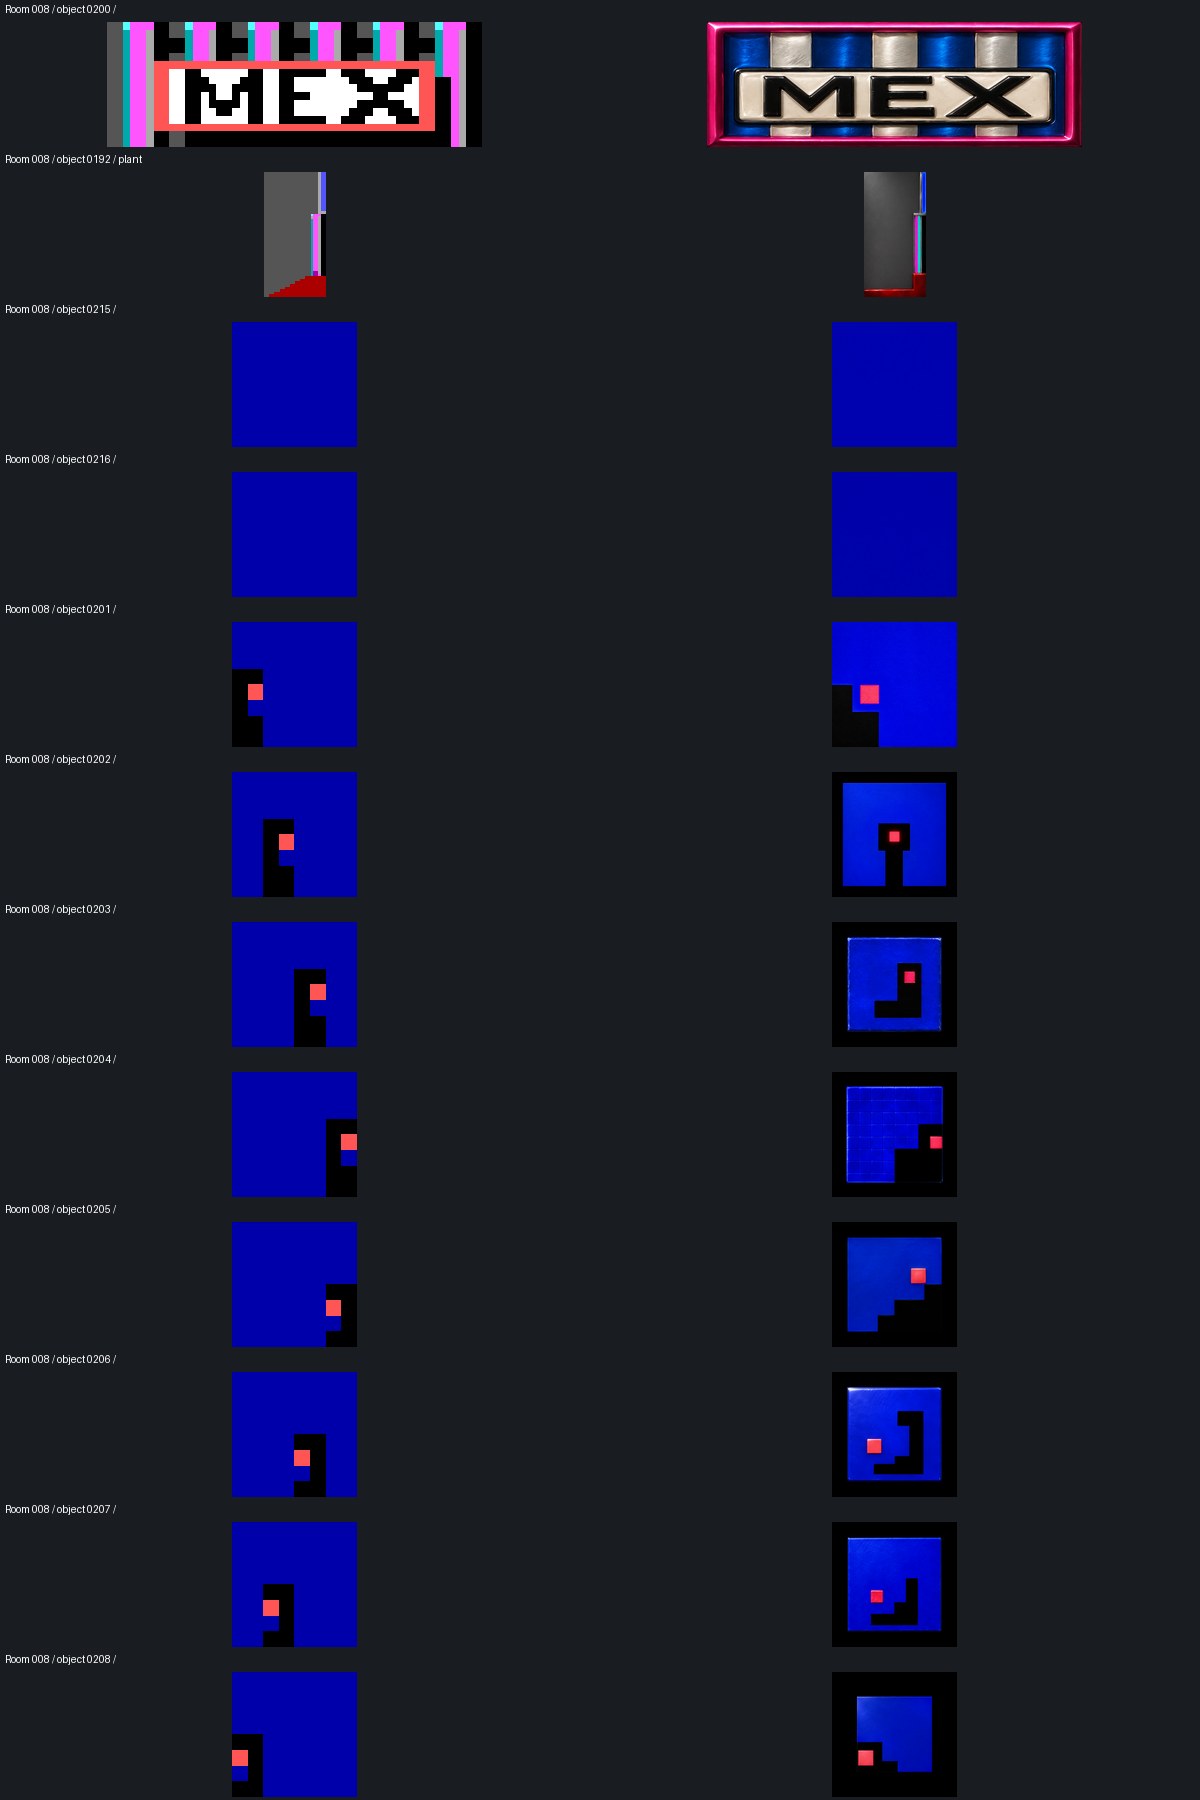 Room 008 / object 0200 /
MEX
MEX
Room 008 / object 0192 / plant
Room 008 / object 0215 /
Room 008 / object 0216 /
Room 008 / object 0201 /
Room 008 / object 0202 /
Room 008 / object 0203 /
Room 008 / object 0204 /
Room 008 / object 0205 /
Room 008 / object 0206 /
Room 008 / object 0207 /
Room 008 / object 0208 /